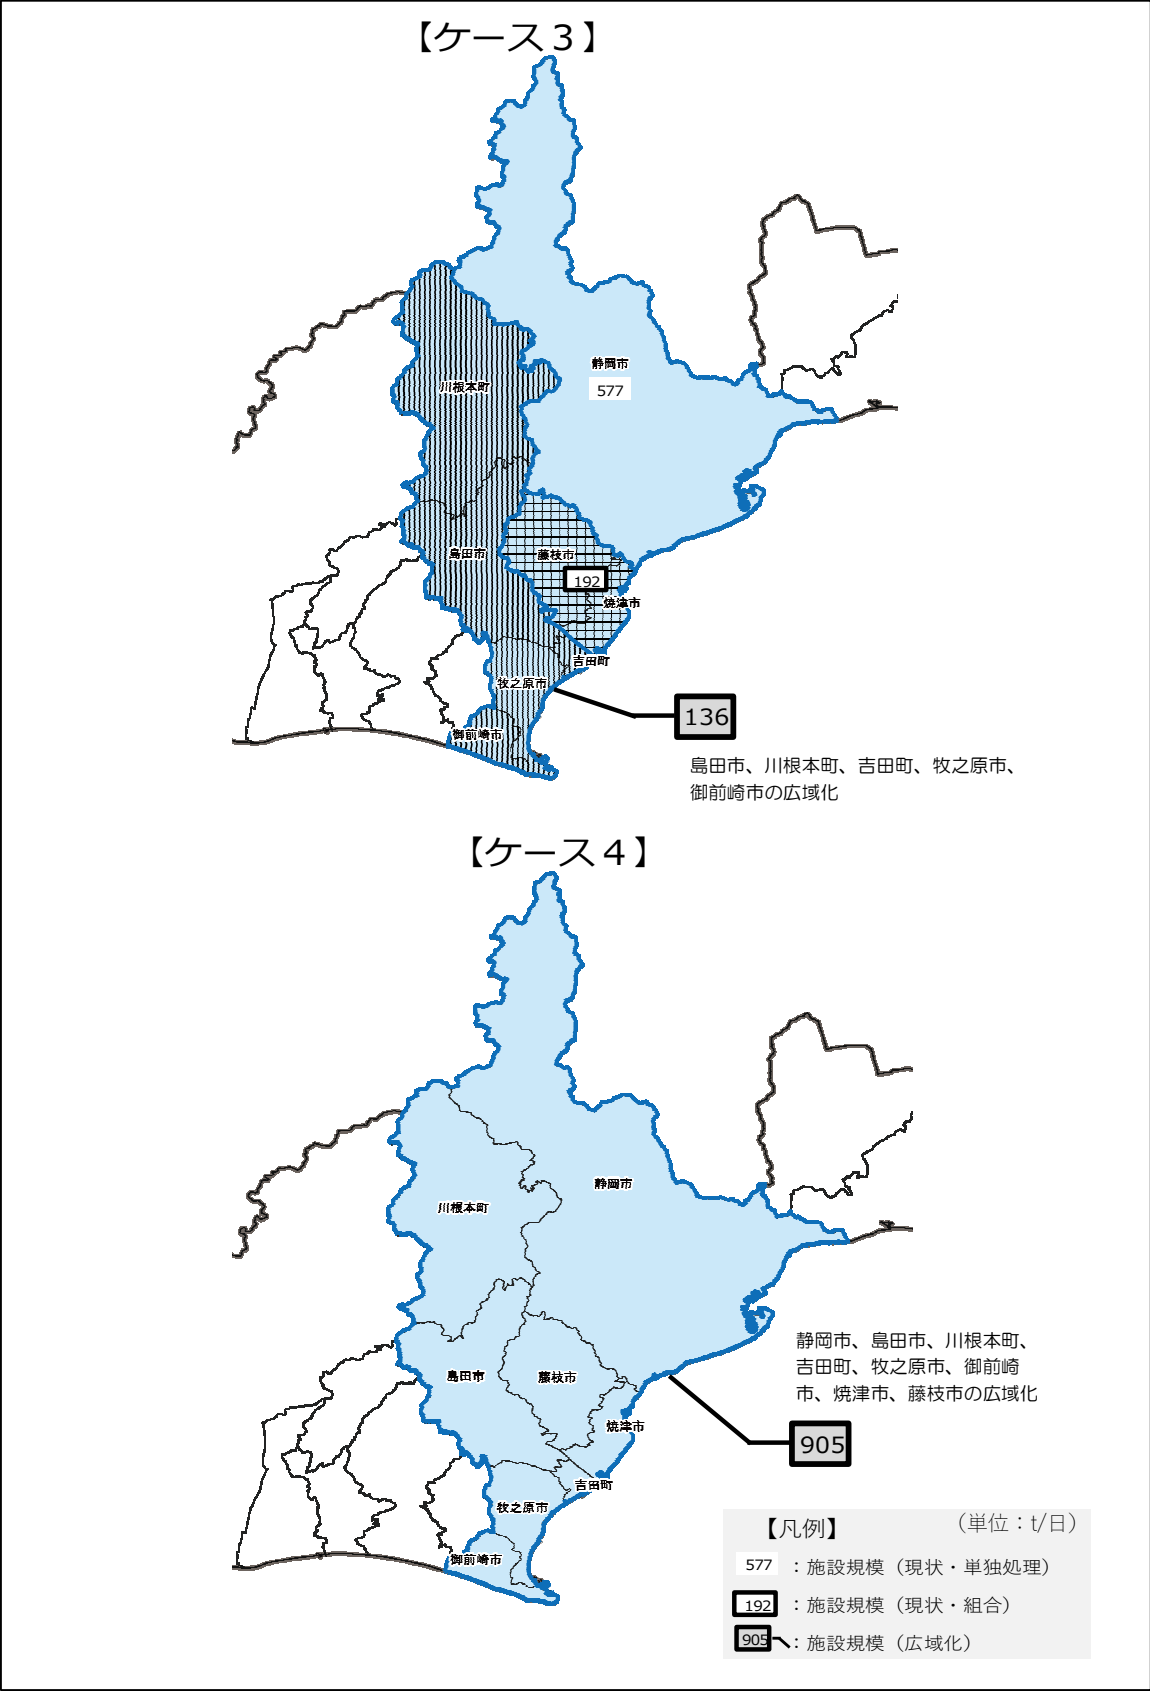 【ケース３】
静岡市
577
川根本町
島田市
藤枝市
192
焼津市
吉田町
牧之原市
御前崎市
136
島田市、川根本町、吉田町、牧之原市、
御前崎市の広域化
【ケース４】
静岡市
川根本町
島田市
藤枝市
焼津市
吉田町
牧之原市
御前崎市
静岡市、島田市、川根本町、
吉田町、牧之原市、御前崎
市、焼津市、藤枝市の広域化
905
【凡例】 （単位：t/日）
577 ：施設規模（現状・単独処理）
192 ：施設規模（現状・組合）
905 ：施設規模（広域化）